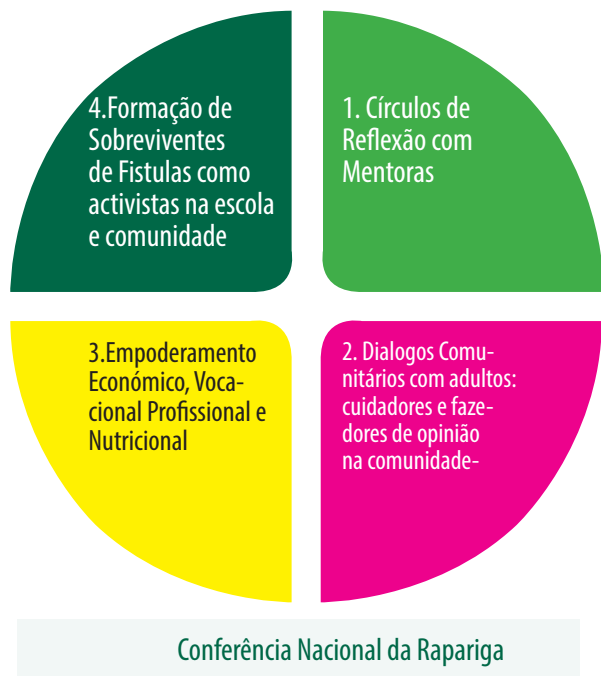 4.Formação de
Sobreviventes
de Fistulas como
activistas na escola
e comunidade
1. Círculos de
Reflexão com
Mentoras
3.Empoderamento
Económico, Voca-
cional Profissional e
Nutricional
2. Dialogos Comu-
nitários com adultos:
cuidadores e faze-
dores de opinião
na comunidade-
Conferência Nacional da Rapariga